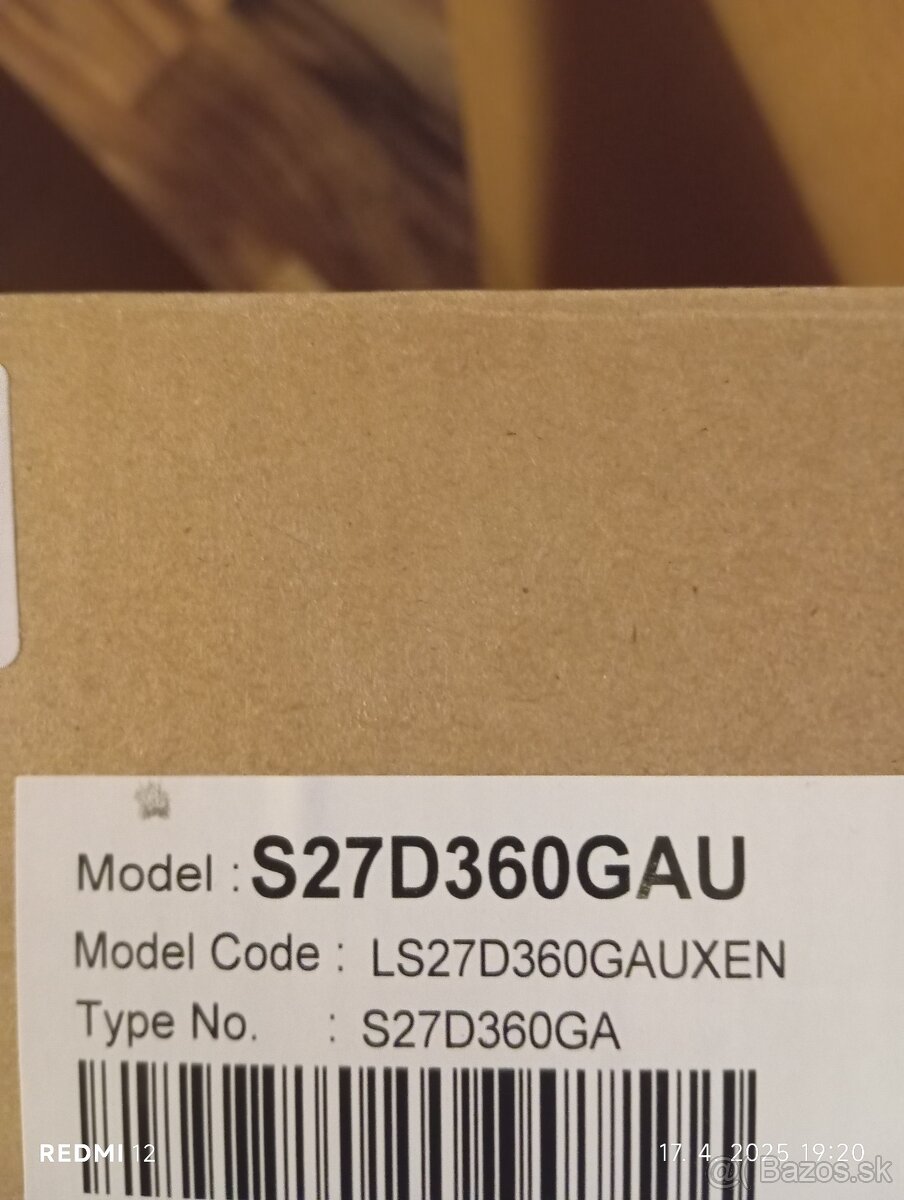 Model : S27D360GAU
Model Code : LS27D360GAUXEN
Type No. : S27D360GA
REDMI 12
17. 4. 2025 19:20
@ Bazos.sk